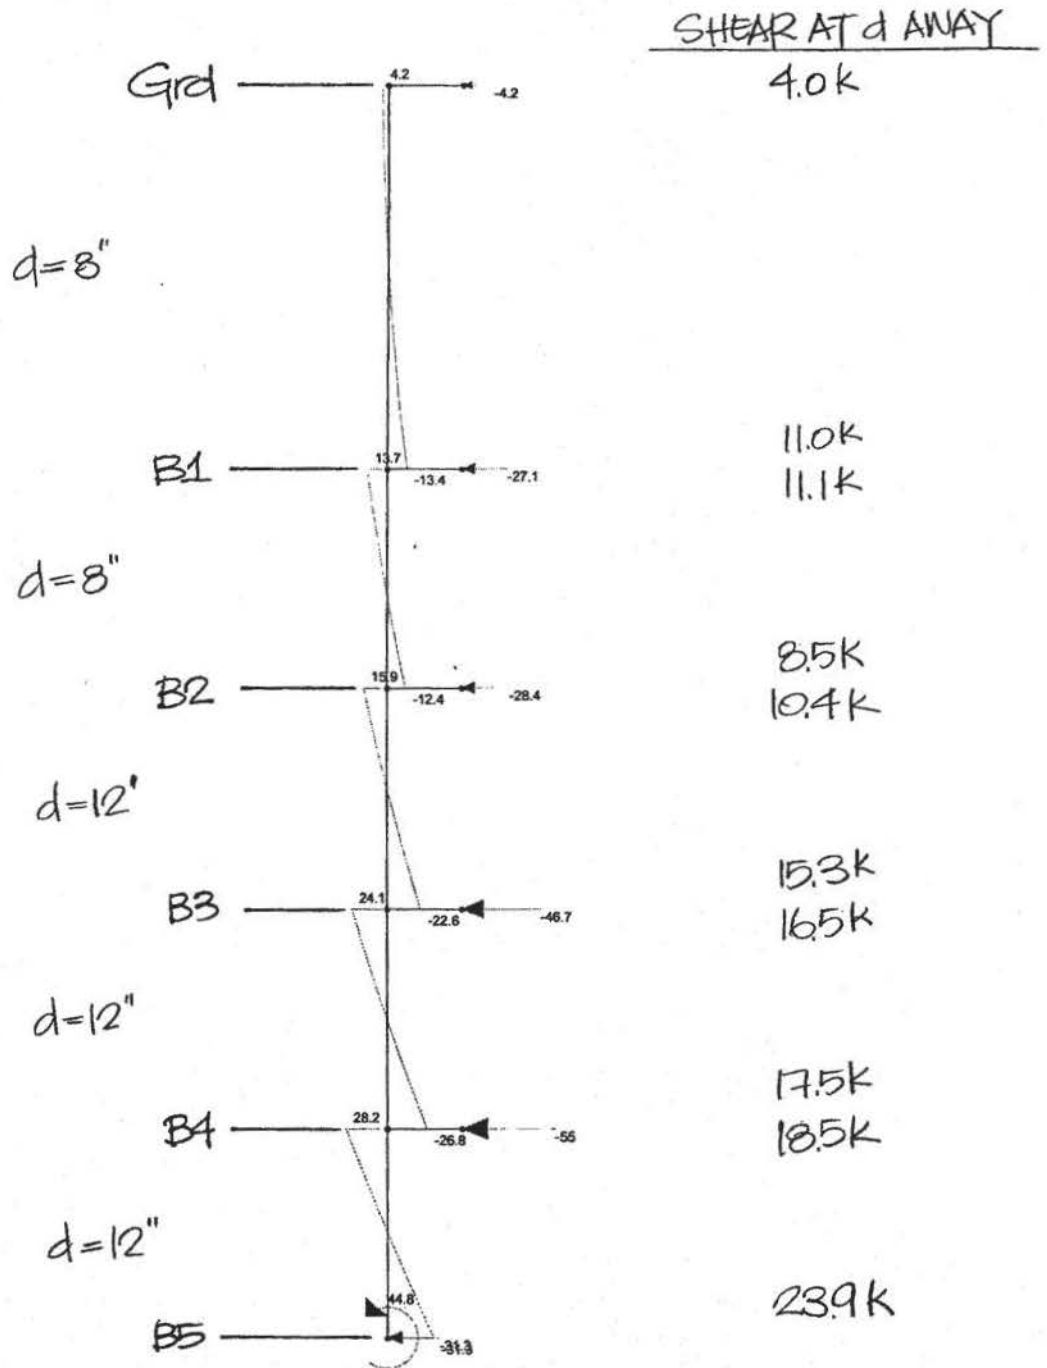 SHEAR AT d AWAY
Grd 4.2 -4.2 4.0K
d=8"
11.0K
B1 13.7 -13.4 -27.1 11.1K
d=8"
8.5K
B2 15.9 -12.4 -28.4 10.4K
d=12'
15.3K
B3 24.1 -22.6 -46.7 16.5K
d=12"
17.5K
B4 28.2 -26.8 -55 18.5K
d=12"
44.8 23.9K
B5